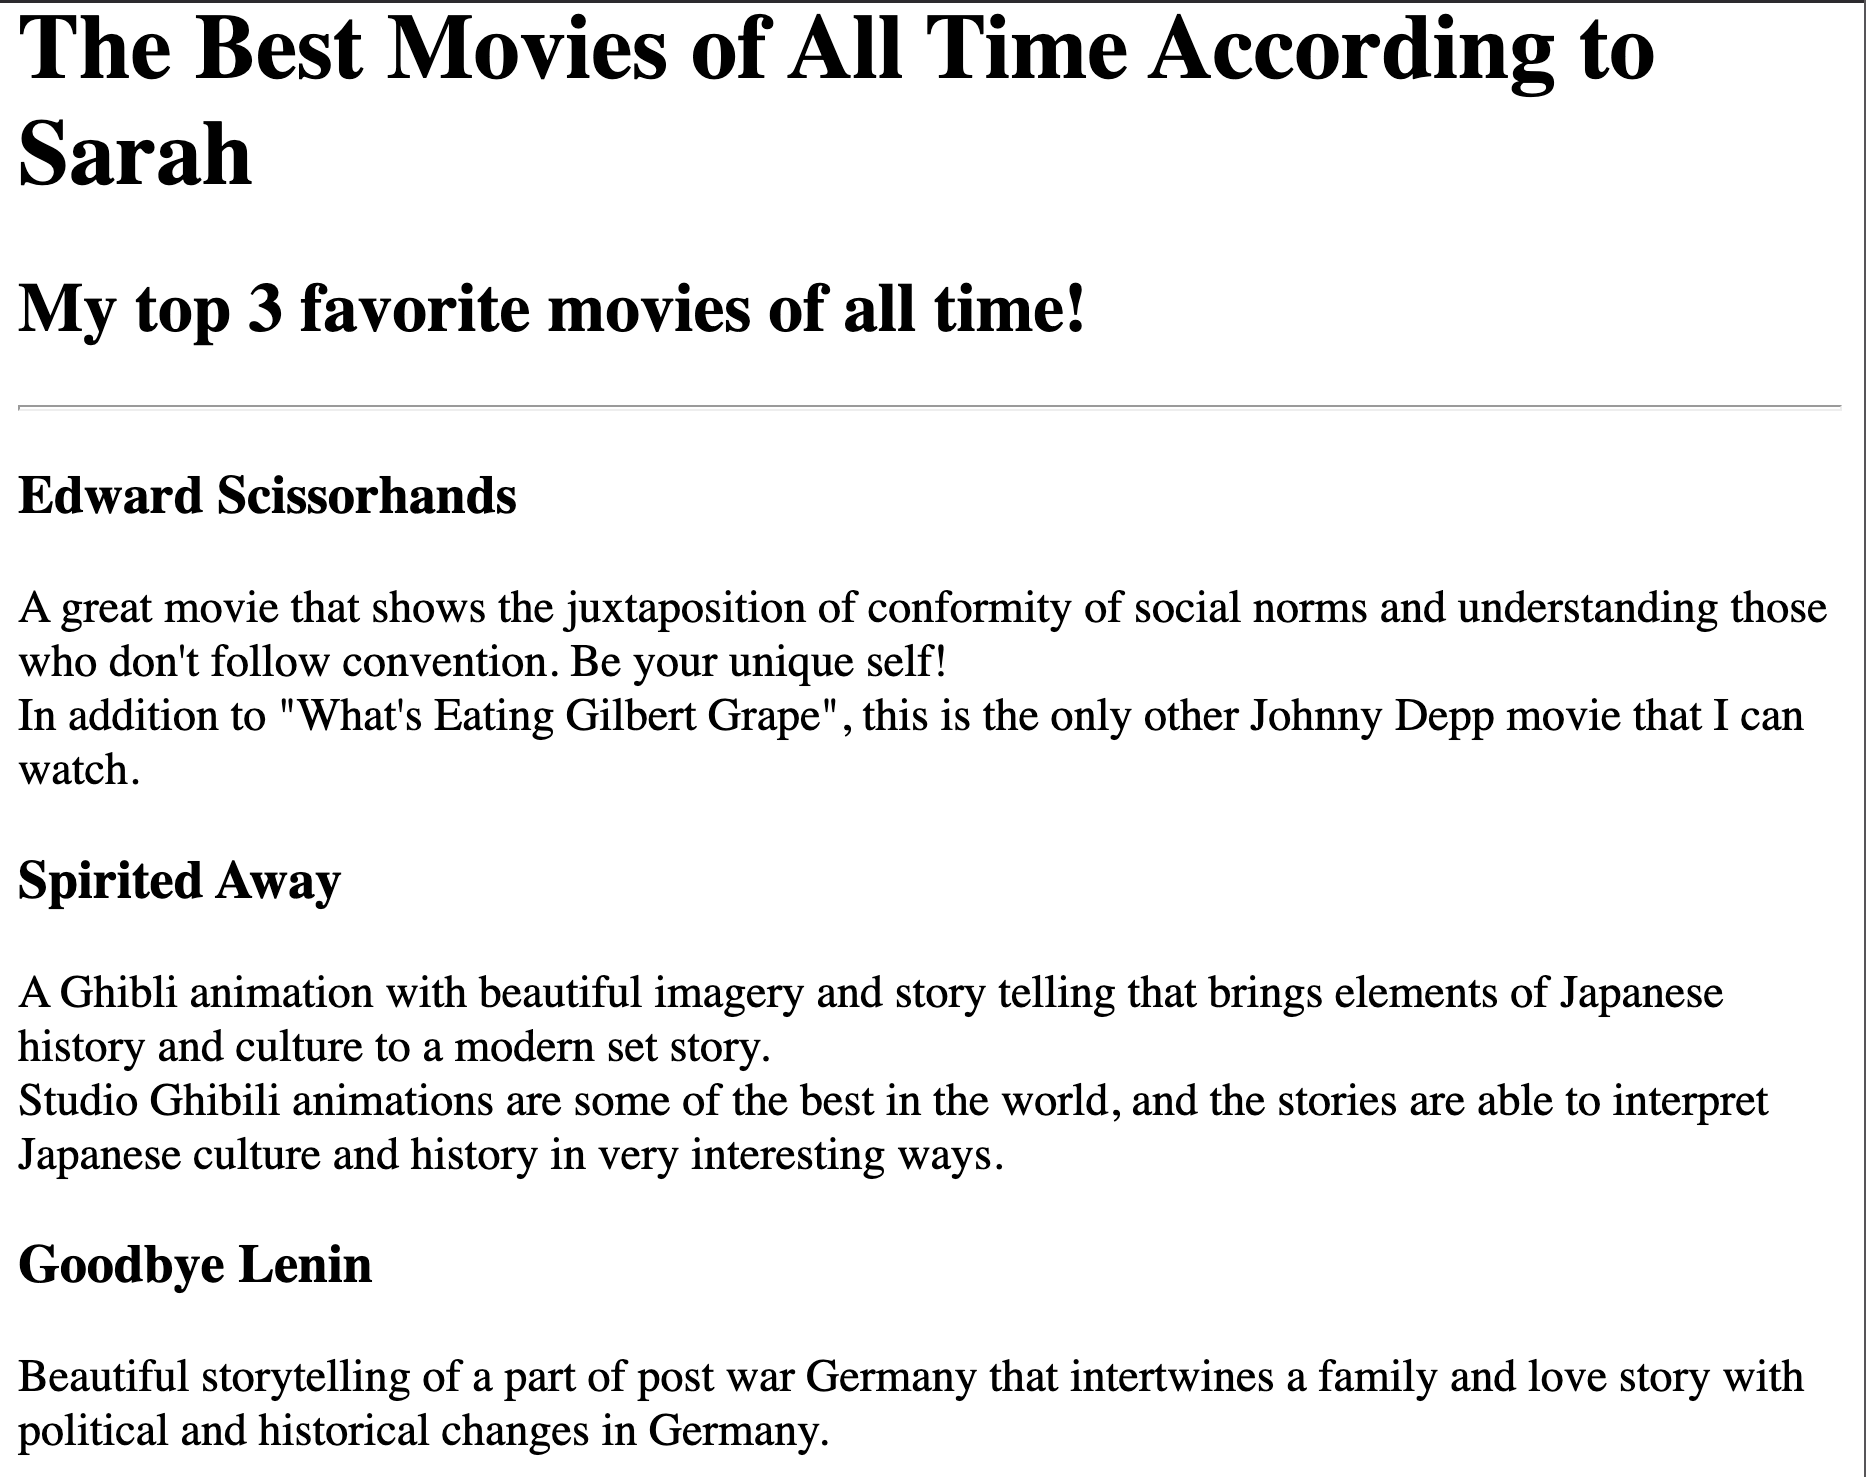 The Best Movies of All Time According to
Sarah
My top 3 favorite movies of all time!
Edward Scissorhands
A great movie that shows the juxtaposition of conformity of social norms and understanding those
who don't follow convention. Be your unique self!
In addition to "What's Eating Gilbert Grape", this is the only other Johnny Depp movie that I can
watch.
Spirited Away
A Ghibli animation with beautiful imagery and story telling that brings elements of Japanese
history and culture to a modern set story.
Studio Ghibili animations are some of the best in the world, and the stories are able to interpret
Japanese culture and history in very interesting ways.
Goodbye Lenin
Beautiful storytelling of a part of post war Germany that intertwines a family and love story with
political and historical changes in Germany.